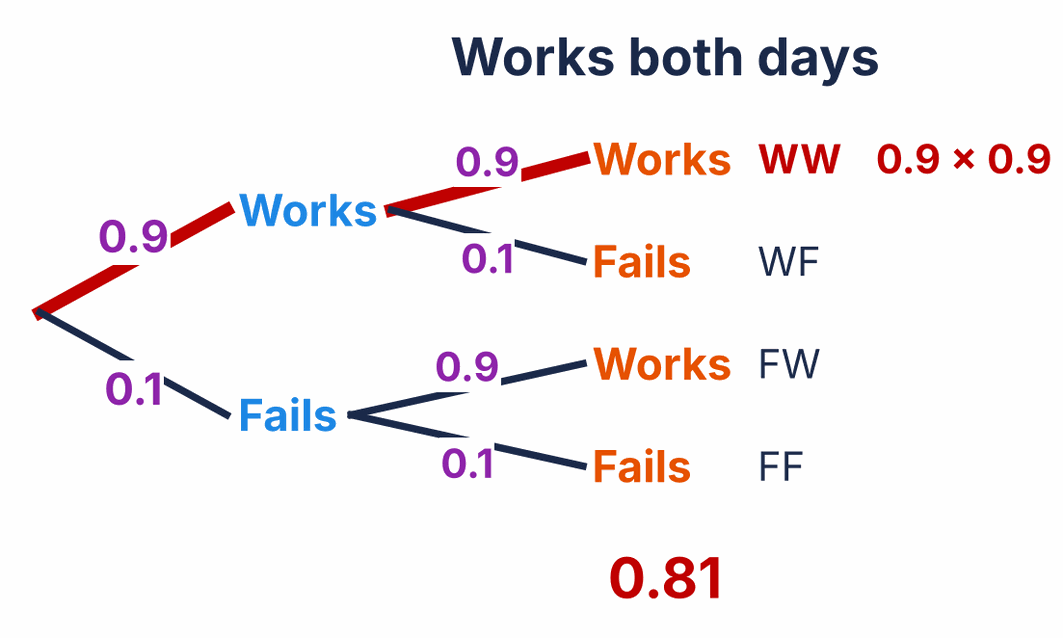 Works both days
0.9 Works WW 0.9 × 0.9
0.9 Works
0.1 Fails WF
0.9 Works FW
0.1 Fails
0.1 Fails FF
0.81